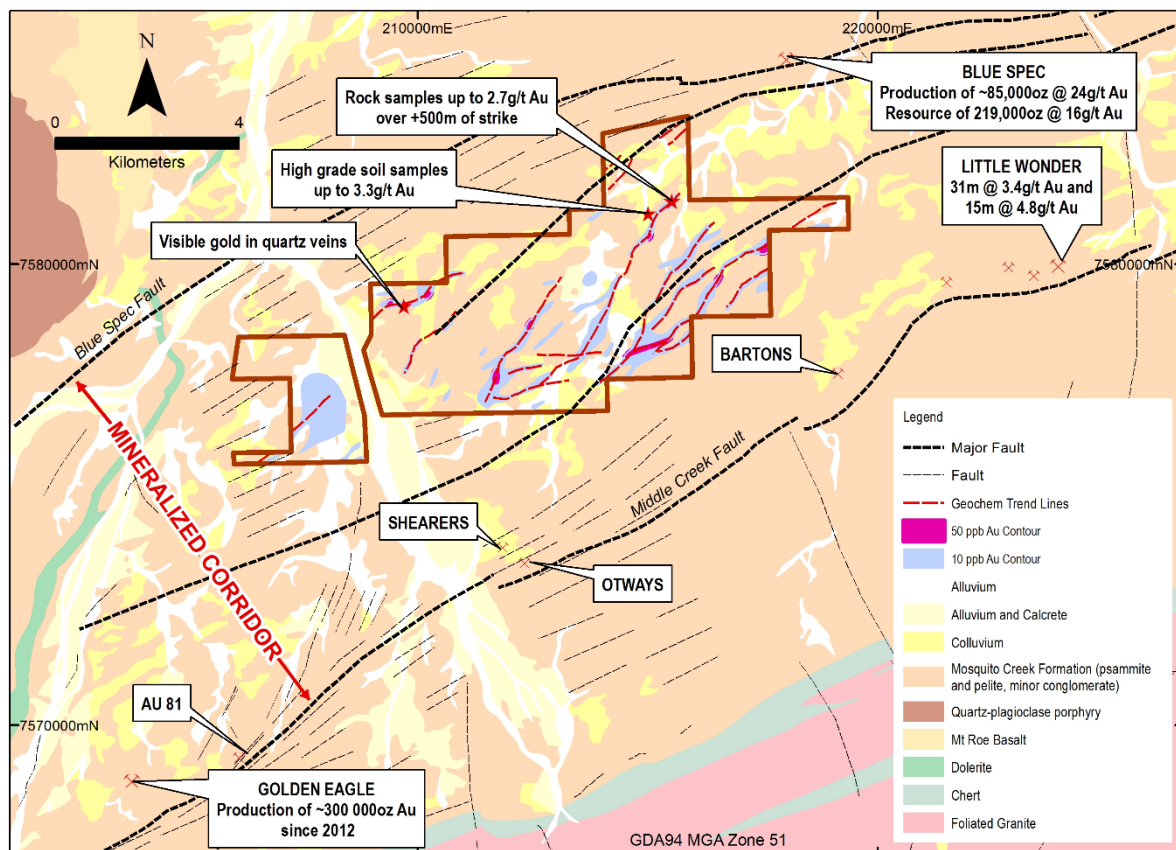 210000mE
220000mE
N
0
4
Kilometers
Rock samples up to 2.7g/t Au
over +500m of strike
BLUE SPEC
Production of ~85,000oz @ 24g/t Au
Resource of 219,000oz @ 16g/t Au
High grade soil samples
up to 3.3g/t Au
LITTLE WONDER
31m @ 3.4g/t Au and
15m @ 4.8g/t Au
Visible gold in quartz veins
7580000mN
7580000mN
Blue Spec Fault
BARTONS
MINERALIZED CORRIDOR
Middle Creek Fault
SHEARERS
OTWAYS
AU 81
7570000mN
GOLDEN EAGLE
Production of ~300 000oz Au
since 2012
Legend
Major Fault
Fault
Geochem Trend Lines
50 ppb Au Contour
10 ppb Au Contour
Alluvium
Alluvium and Calcrete
Colluvium
Mosquito Creek Formation (psammite
and pelite, minor conglomerate)
Quartz-plagioclase porphyry
Mt Roe Basalt
Dolerite
Chert
Foliated Granite
GDA94 MGA Zone 51